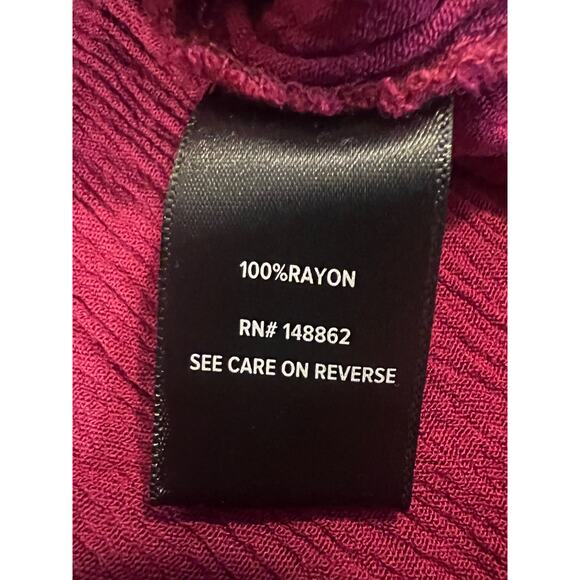 100%RAYON
RN# 148862
SEE CARE ON REVERSE